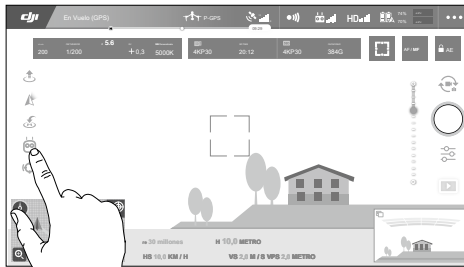 dji En Vuelo (GPS) P-GPS HD
200 1/200 5.6 +0,3 5000K 4KP30 20:12 4KP30 384G AF / MF AE
30 millones H 10,0 METRO
HS 10,0 KM / H VS 2,0 M / S VPS 2,0 METRO